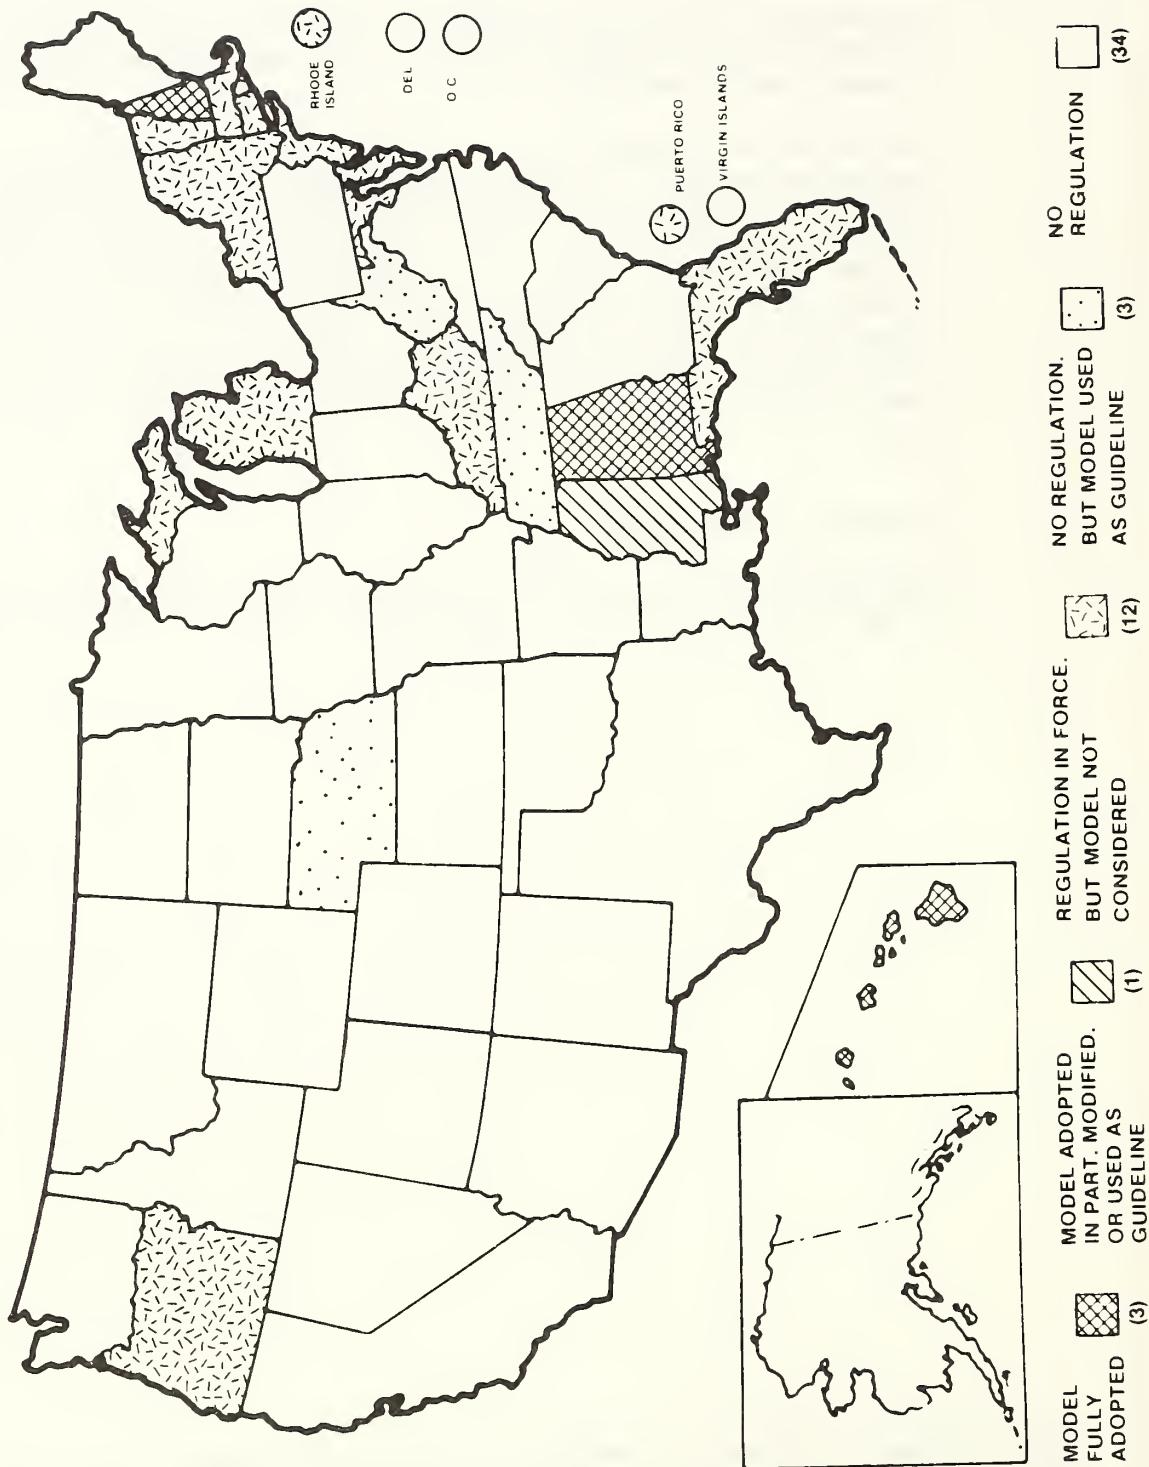 RHODE
ISLAND
DEL
D C
PUERTO RICO
VIRGIN ISLANDS
MODEL
FULLY
ADOPTED
(3)
MODEL ADOPTED
IN PART. MODIFIED.
OR USED AS
GUIDELINE
(1)
REGULATION IN FORCE.
BUT MODEL NOT
CONSIDERED
(12)
NO REGULATION.
BUT MODEL USED
AS GUIDELINE
(3)
NO
REGULATION
(34)